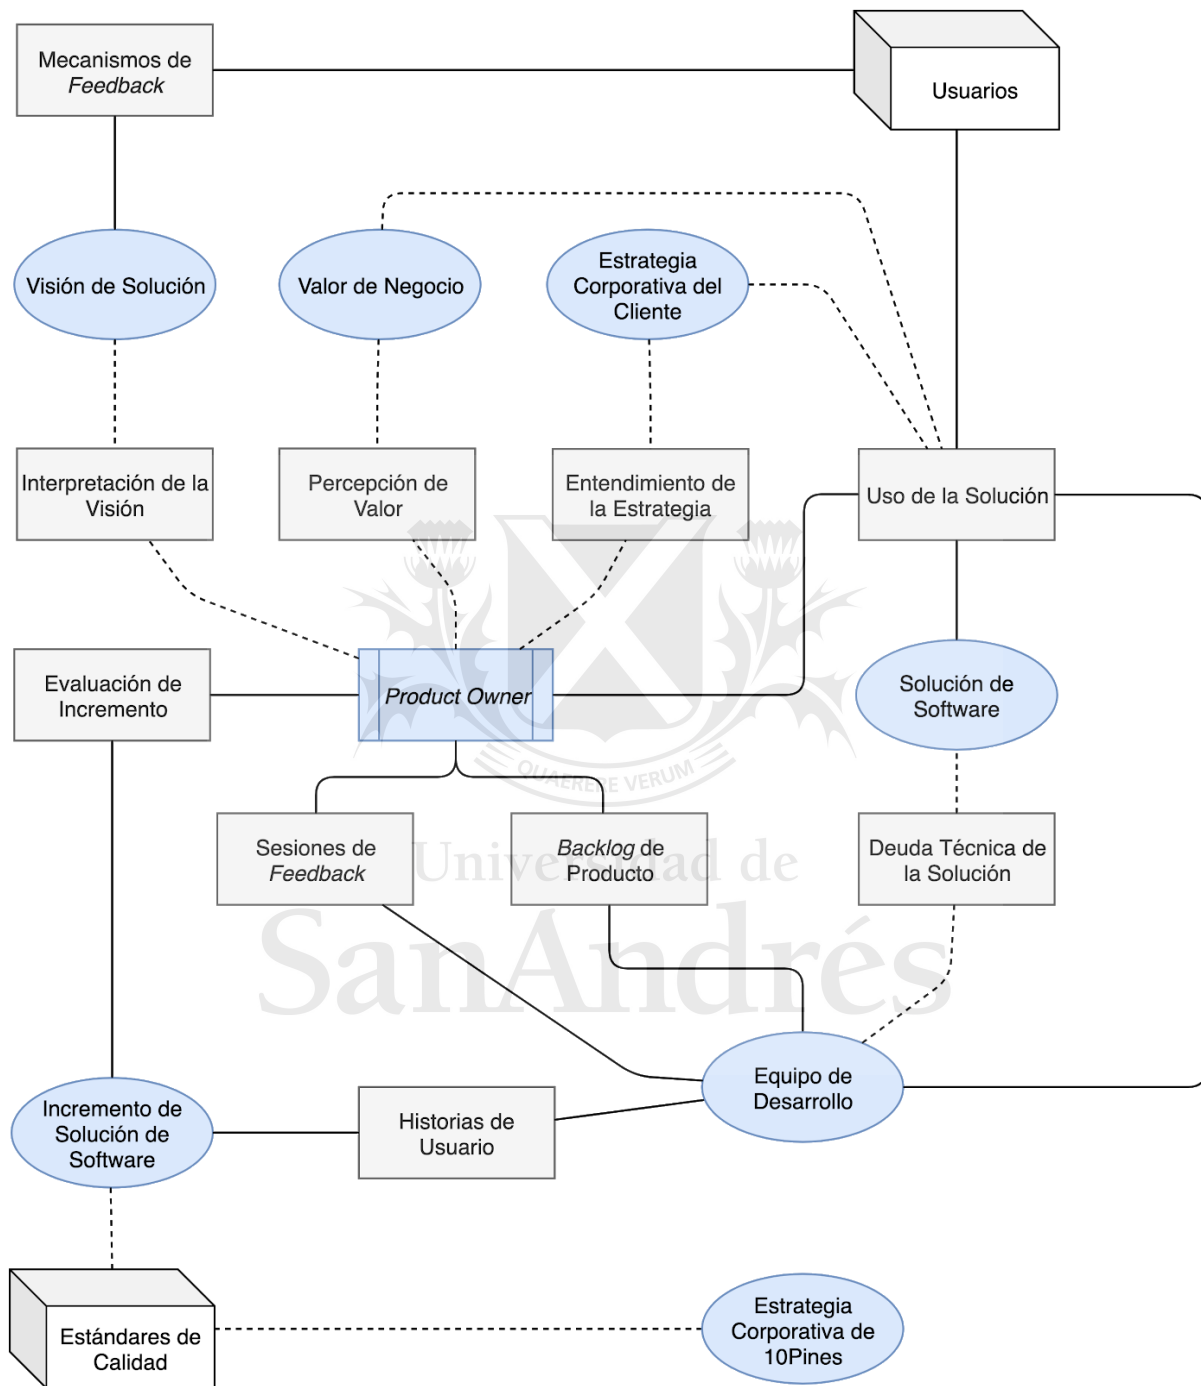 Mecanismos de
Feedback
Usuarios
Visión de Solución
Valor de Negocio
Estrategia
Corporativa del
Cliente
Interpretación de la
Visión
Percepción de
Valor
Entendimiento de
la Estrategia
Uso de la Solución
Evaluación de
Incremento
Product Owner
Solución de
Software
QUAERERE VERUM
Sesiones de
Feedback
Backlog de
Producto
Deuda Técnica de
la Solución
Universidad de
SanAndrés
Equipo de
Desarrollo
Incremento de
Solución de
Software
Historias de
Usuario
Estándares de
Calidad
Estrategia
Corporativa de
10Pines